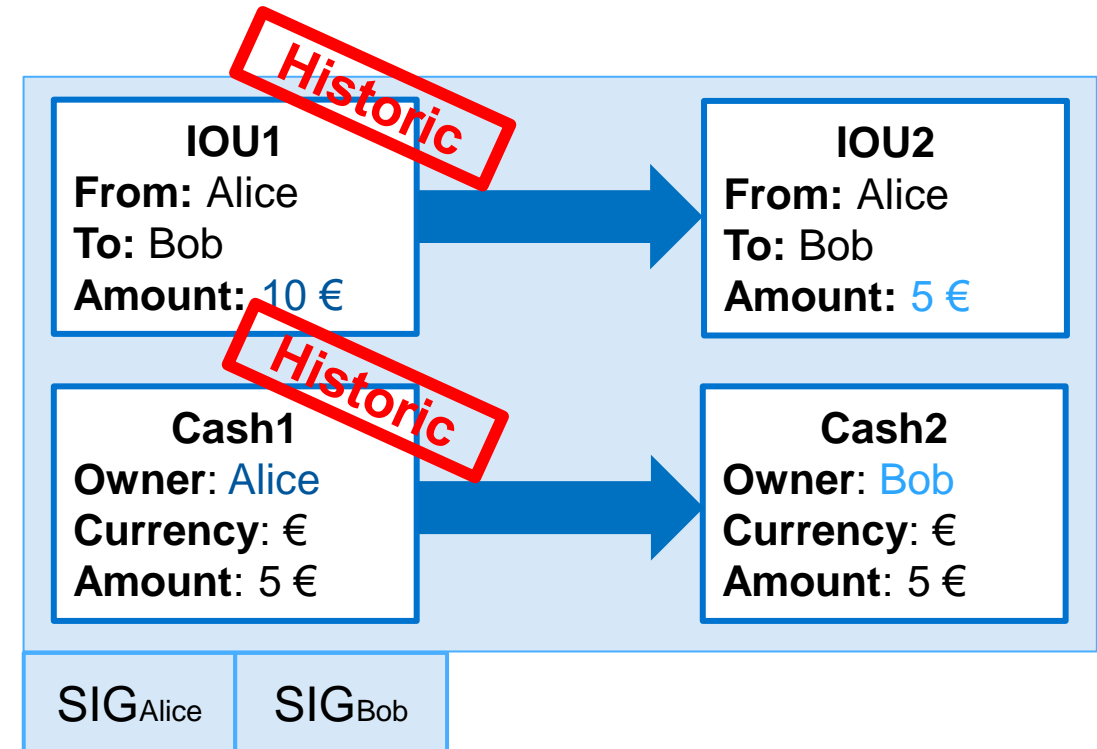 Historic
IOU1
From: Alice
To: Bob
Amount: 10 €
IOU2
From: Alice
To: Bob
Amount: 5 €
Historic
Cash1
Owner: Alice
Currency: €
Amount: 5 €
Cash2
Owner: Bob
Currency: €
Amount: 5 €
SIGAlice
SIGBob